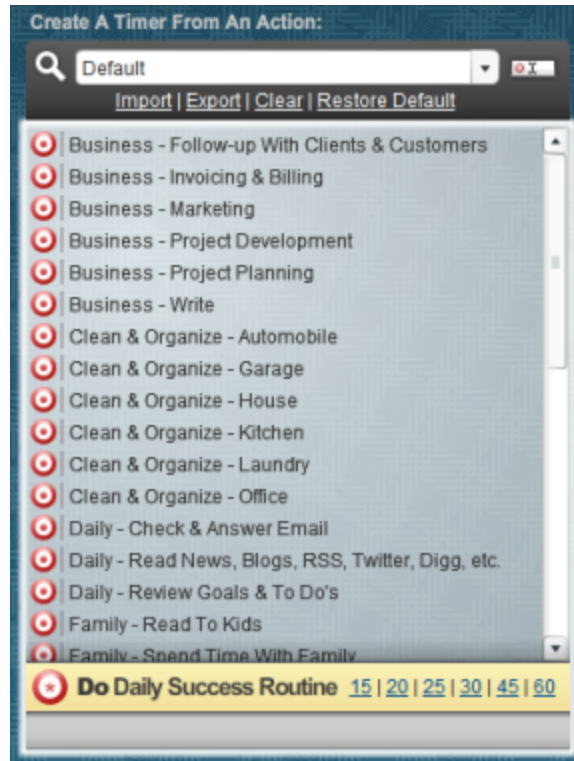 Create A Timer From An Action:
Default
Import | Export | Clear | Restore Default
Business - Follow-up With Clients & Customers
Business - Invoicing & Billing
Business - Marketing
Business - Project Development
Business - Project Planning
Business - Write
Clean & Organize - Automobile
Clean & Organize - Garage
Clean & Organize - House
Clean & Organize - Kitchen
Clean & Organize - Laundry
Clean & Organize - Office
Daily - Check & Answer Email
Daily - Read News, Blogs, RSS, Twitter, Digg, etc.
Daily - Review Goals & To Do's
Family - Read To Kids
Family - Spend Time With Family
Do Daily Success Routine 15 | 20 | 25 | 30 | 45 | 60